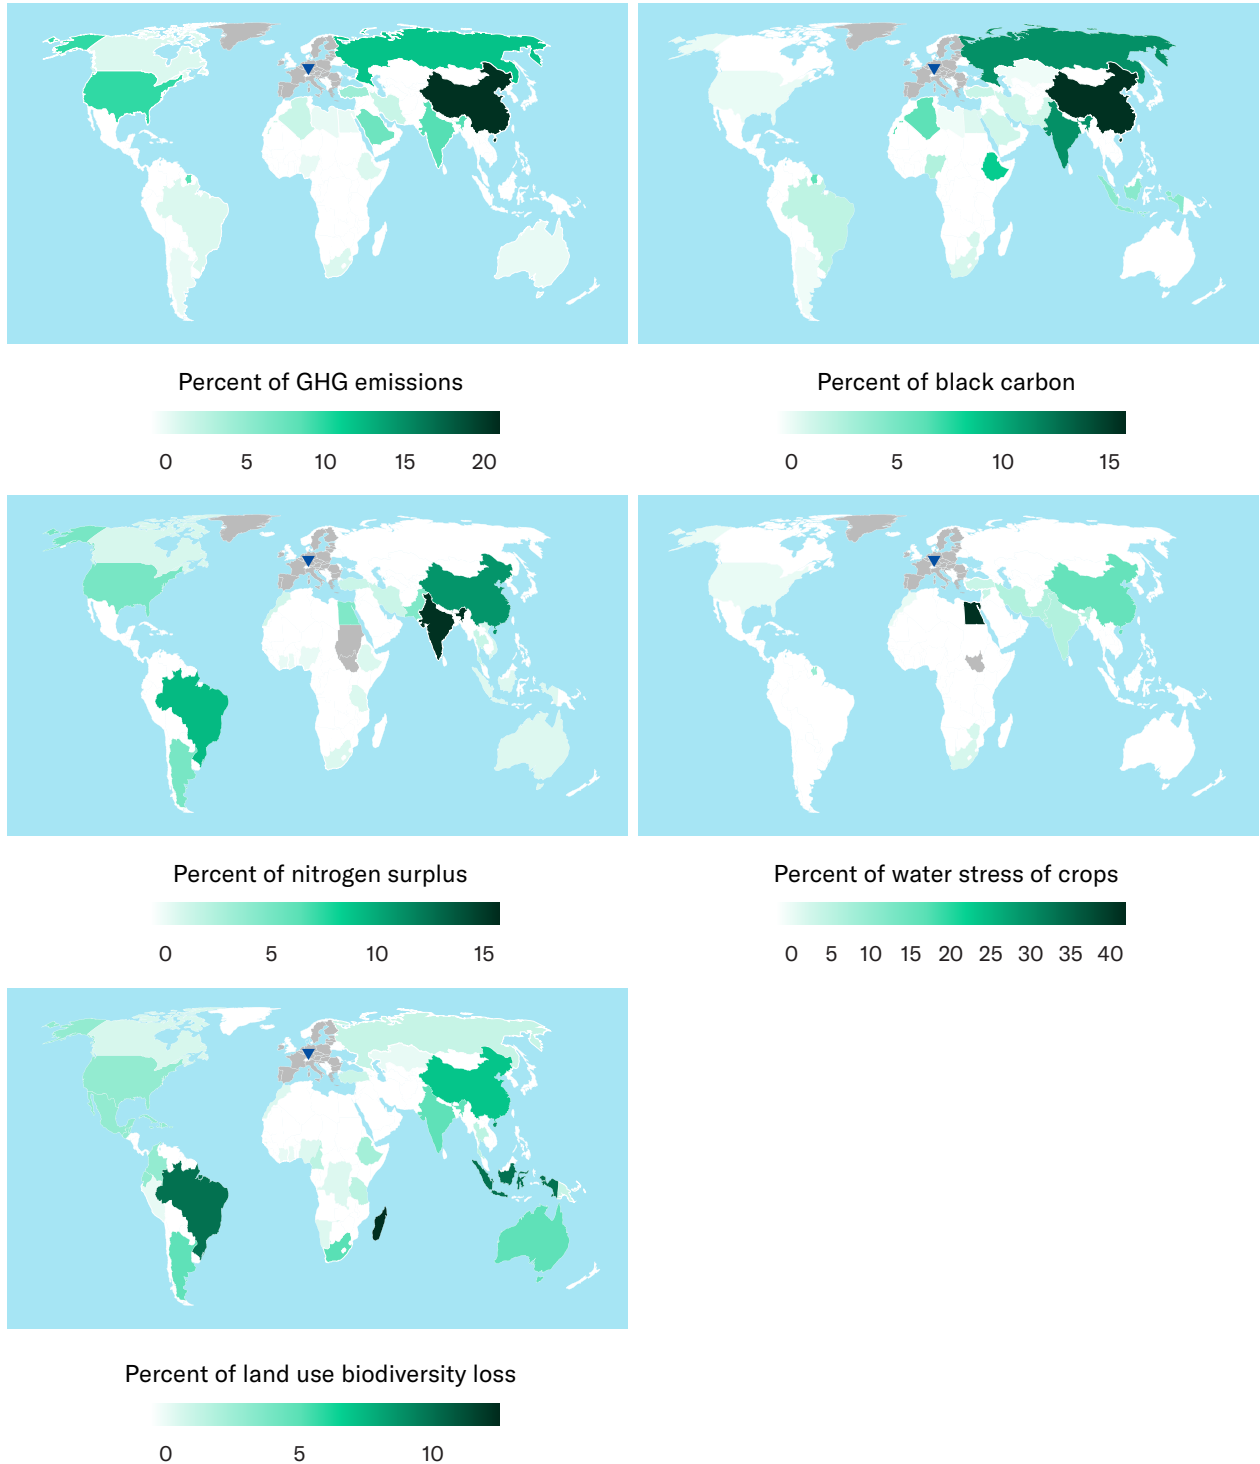 Percent of GHG emissions
0 5 10 15 20
Percent of black carbon
0 5 10 15
Percent of nitrogen surplus
0 5 10 15
Percent of water stress of crops
0 5 10 15 20 25 30 35 40
Percent of land use biodiversity loss
0 5 10